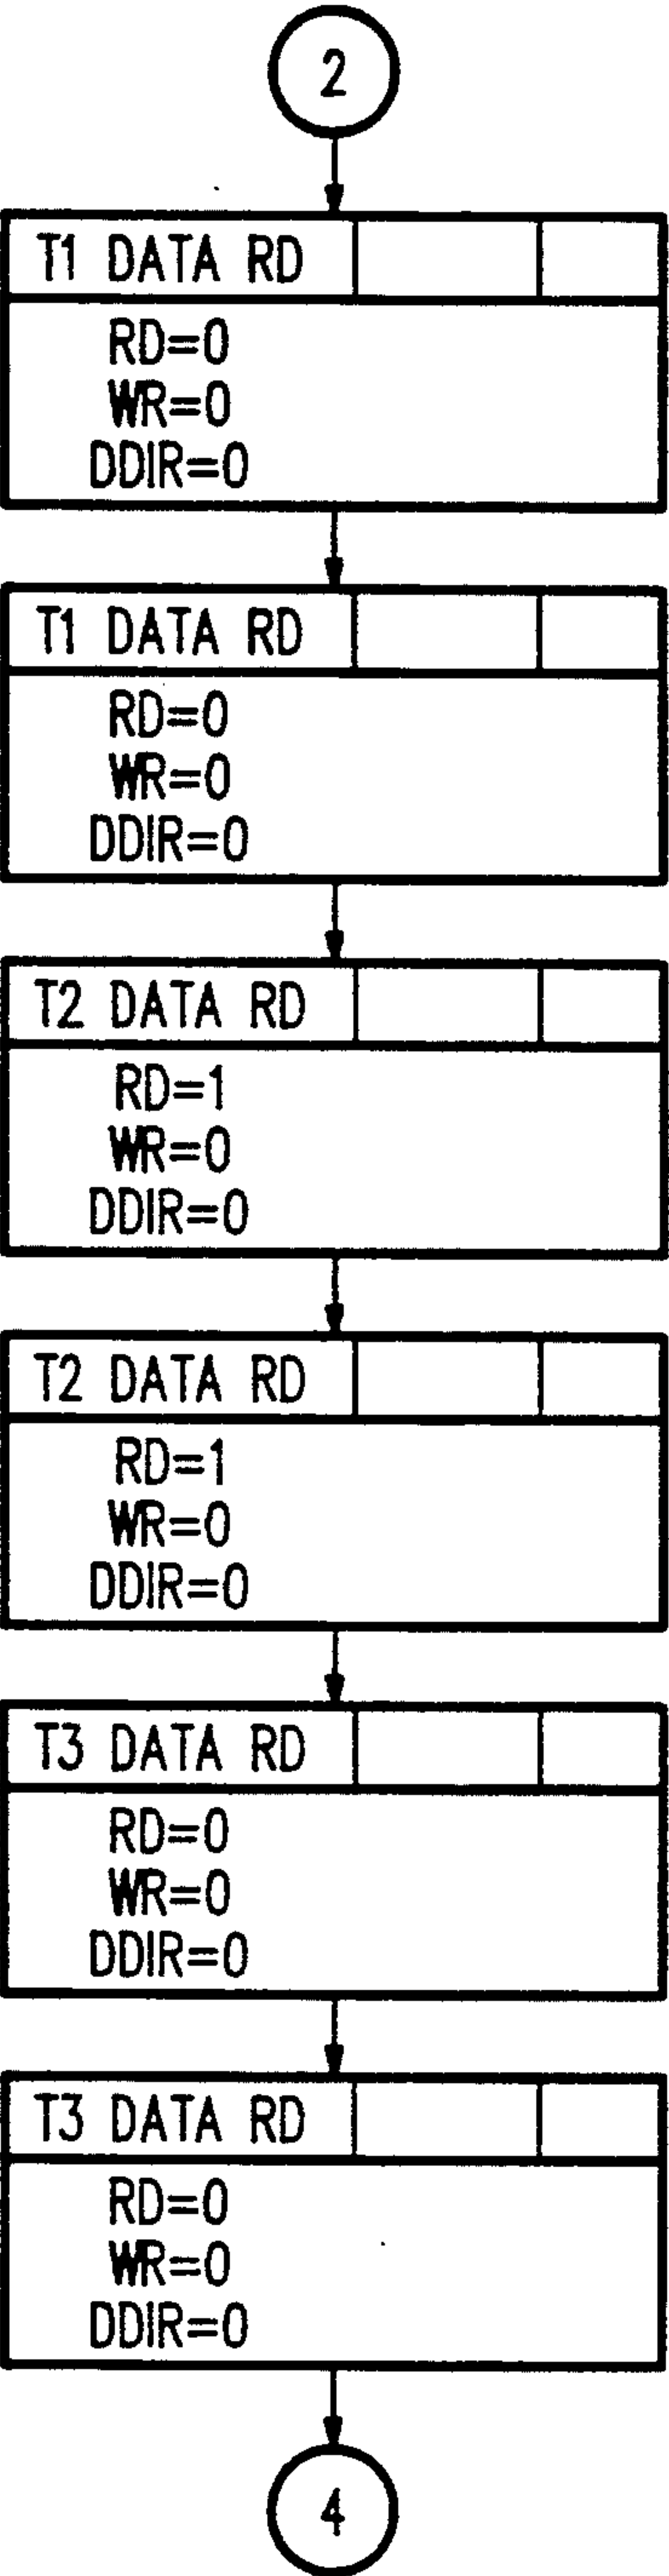 2
T1 DATA RD
RD=0
WR=0
DDIR=0
T1 DATA RD
RD=0
WR=0
DDIR=0
T2 DATA RD
RD=1
WR=0
DDIR=0
T2 DATA RD
RD=1
WR=0
DDIR=0
T3 DATA RD
RD=0
WR=0
DDIR=0
T3 DATA RD
RD=0
WR=0
DDIR=0
4